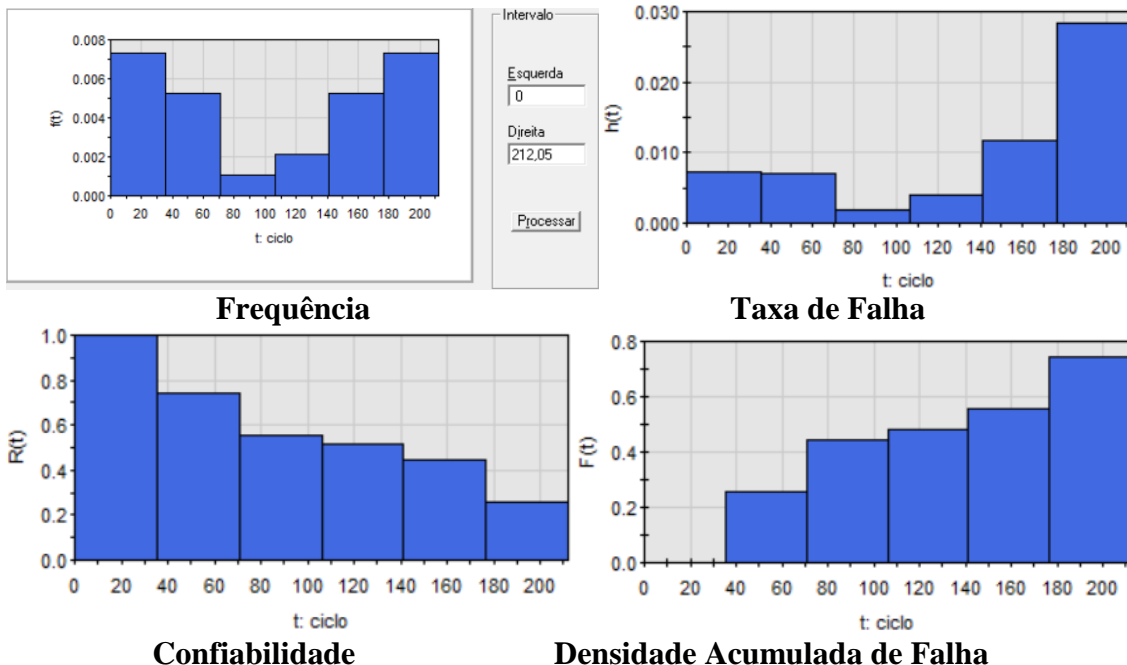 0.008
0.006
0.004
0.002
0.000
f(t)
0 20 40 60 80 100 120 140 160 180 200
t: ciclo
Intervalo
Esquerda
0
Direita
212,05
Processar
Frequência
0.030
0.020
0.010
0.000
h(t)
0 20 40 60 80 100 120 140 160 180 200
t: ciclo
Taxa de Falha
1.0
0.8
0.6
0.4
0.2
0.0
R(t)
0 20 40 60 80 100 120 140 160 180 200
t: ciclo
Confiabilidade
0.8
0.6
0.4
0.2
0.0
F(t)
0 20 40 60 80 100 120 140 160 180 200
t: ciclo
Densidade Acumulada de Falha